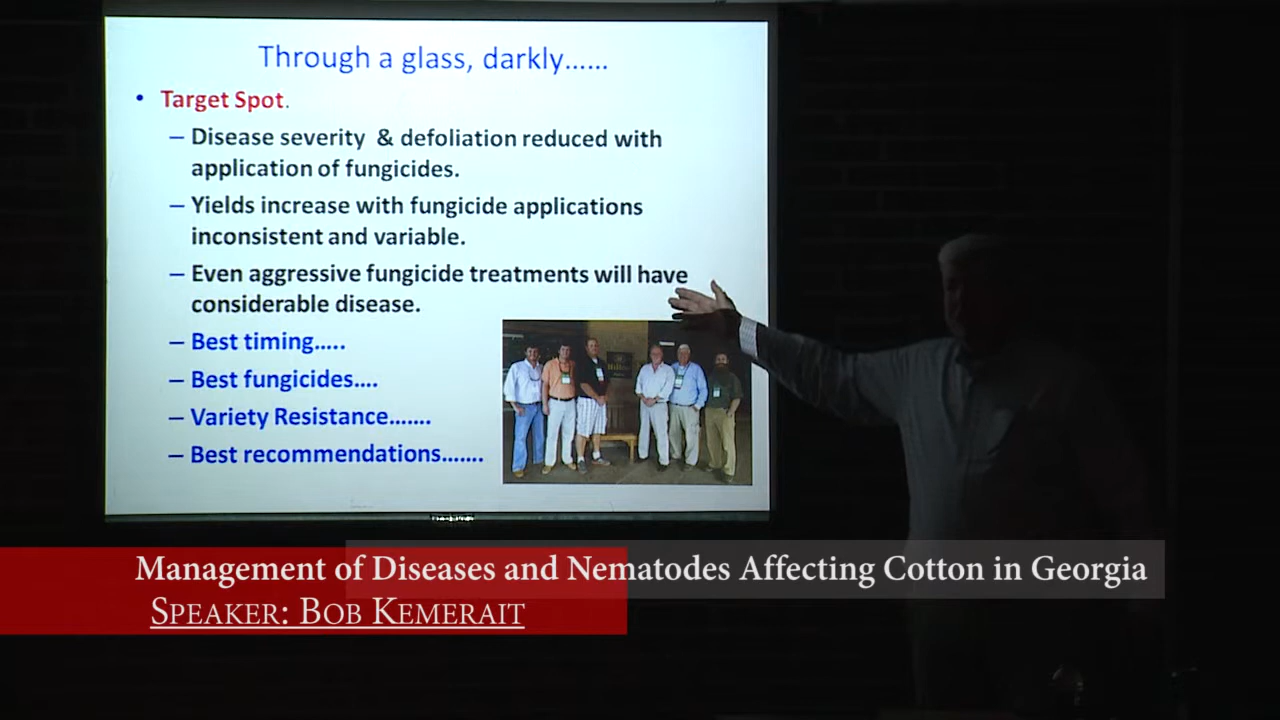 Through a glass, darkly......
• Target Spot.
– Disease severity & defoliation reduced with
application of fungicides.
– Yields increase with fungicide applications
inconsistent and variable.
– Even aggressive fungicide treatments will have
considerable disease.
– Best timing.....
– Best fungicides....
– Variety Resistance.......
– Best recommendations.......
Management of Diseases and Nematodes Affecting Cotton in Georgia
Speaker: Bob Kemerait